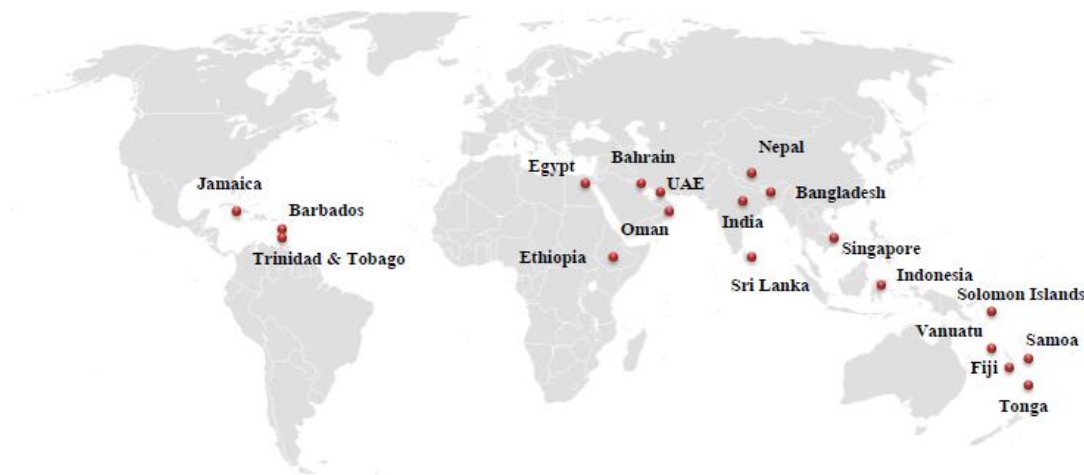 Nepal
Egypt
Bahrain
Jamaica
UAE
Bangladesh
Barbados
India
Oman
Singapore
Trinidad & Tobago
Ethiopia
Indonesia
Sri Lanka
Solomon Islands
Vanuatu
Samoa
Fiji
Tonga